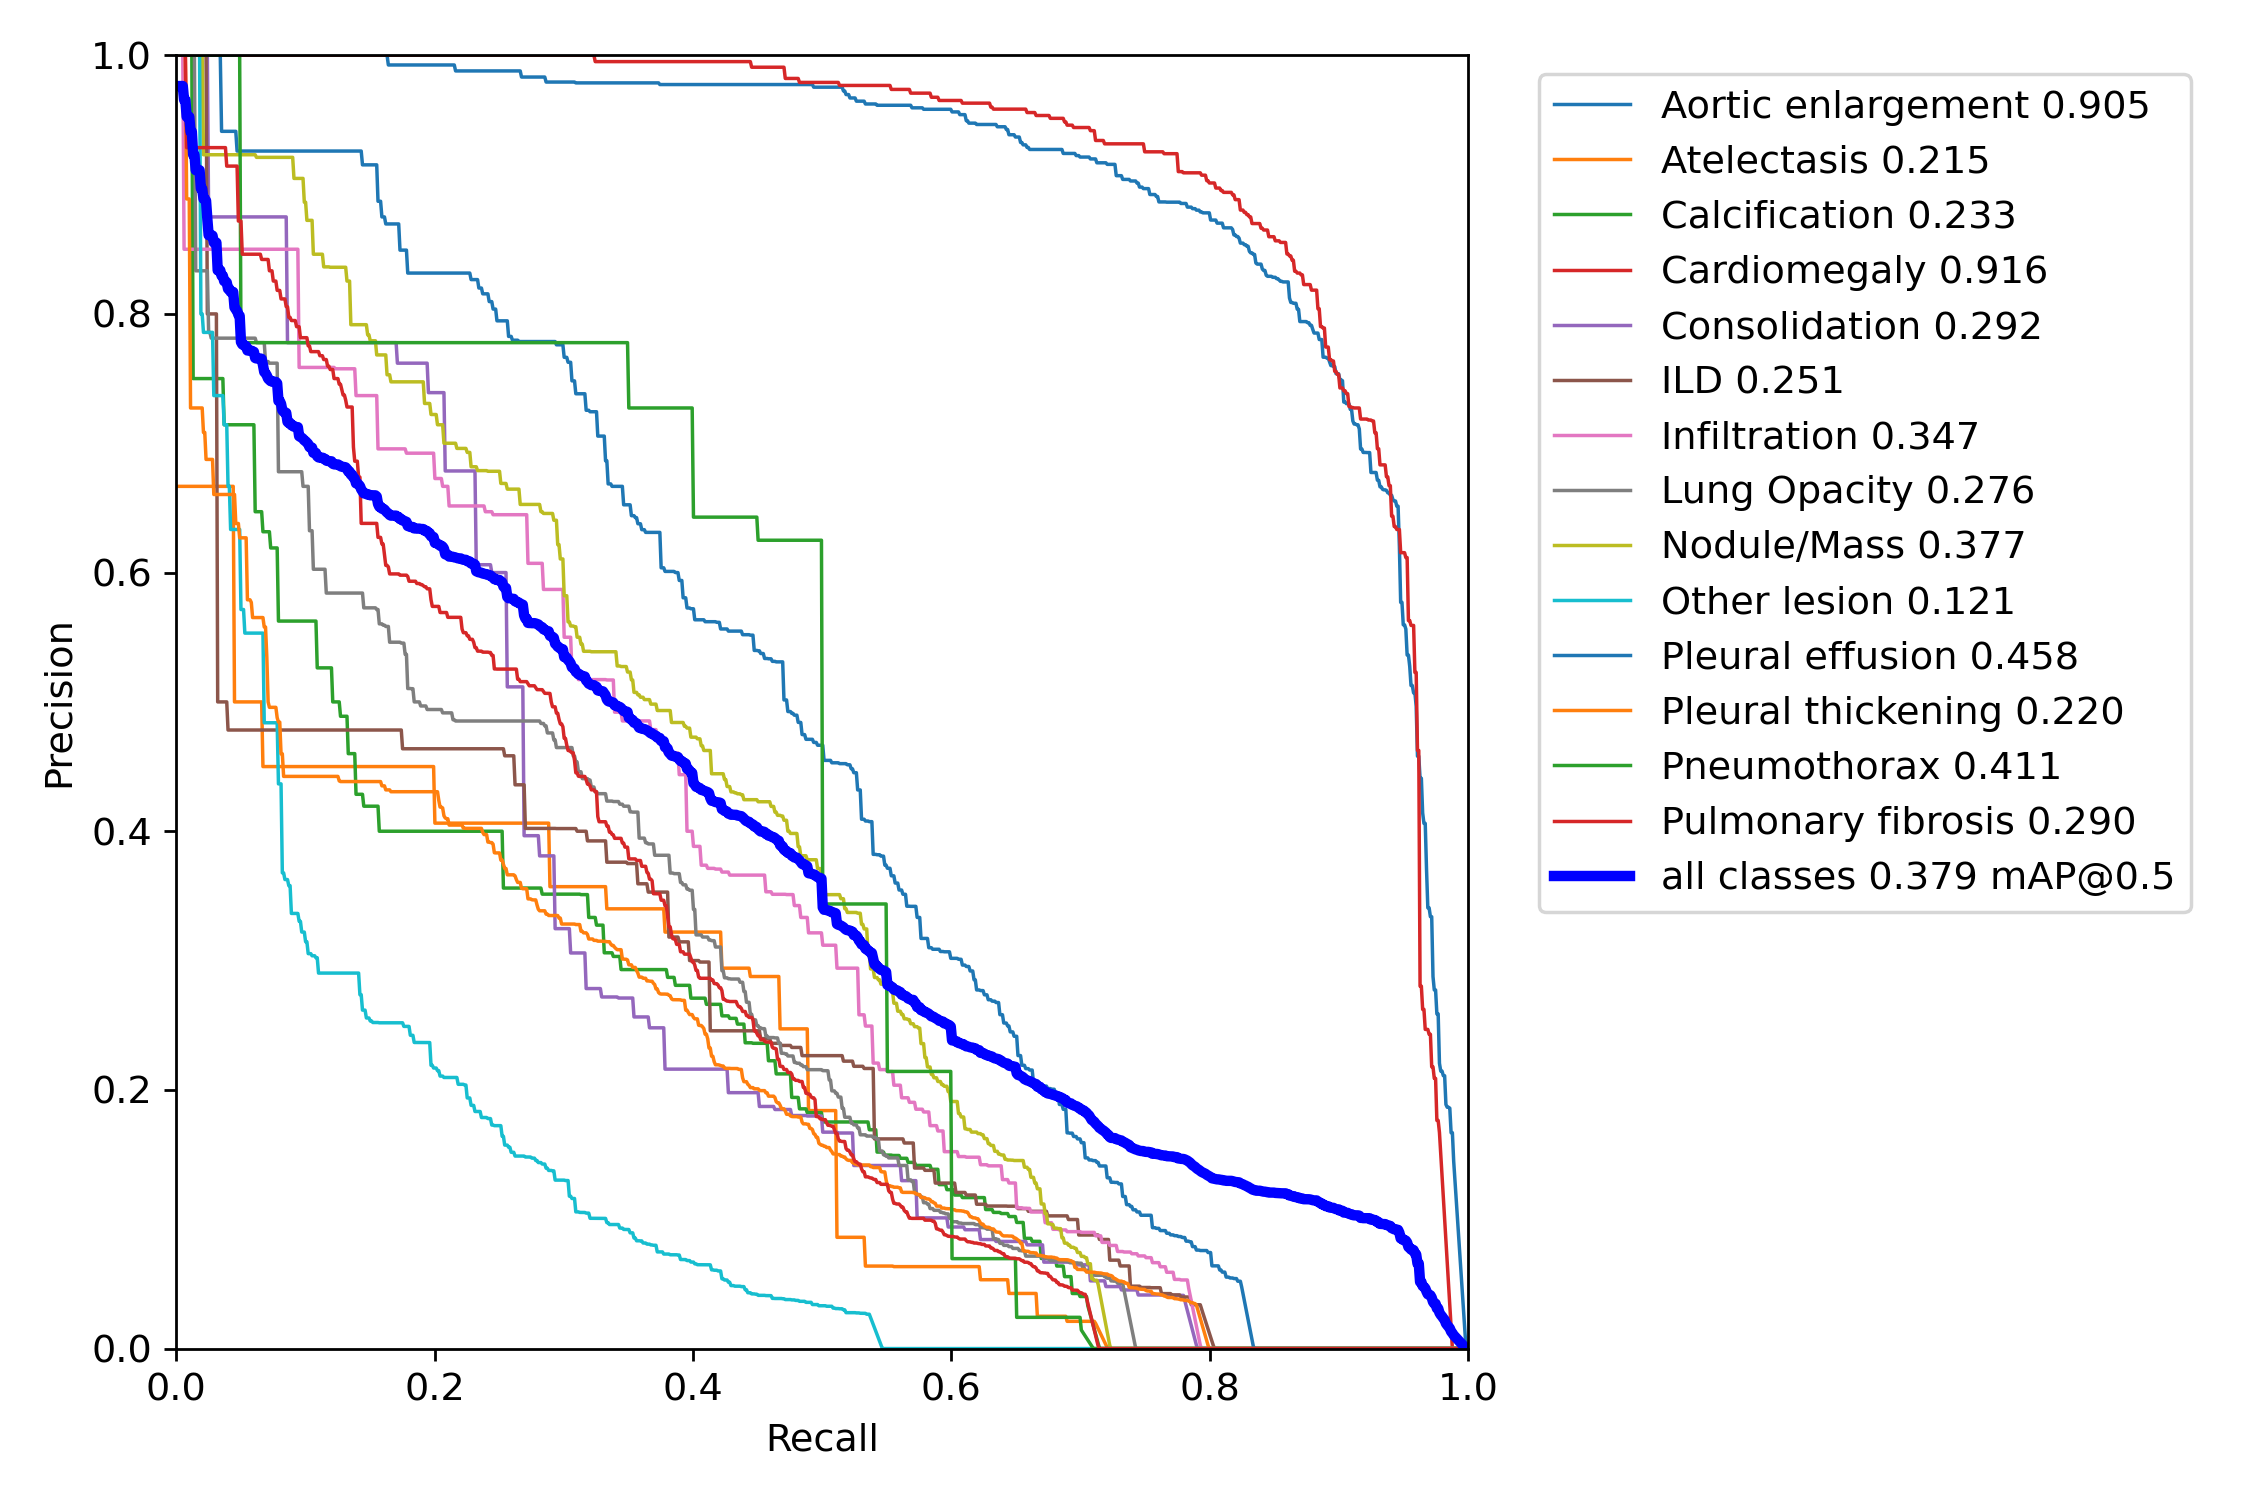 1.0
0.8
0.6
0.4
0.2
0.0
Precision
0.0 0.2 0.4 0.6 0.8 1.0
Recall
Aortic enlargement 0.905
Atelectasis 0.215
Calcification 0.233
Cardiomegaly 0.916
Consolidation 0.292
ILD 0.251
Infiltration 0.347
Lung Opacity 0.276
Nodule/Mass 0.377
Other lesion 0.121
Pleural effusion 0.458
Pleural thickening 0.220
Pneumothorax 0.411
Pulmonary fibrosis 0.290
all classes 0.379 mAP@0.5